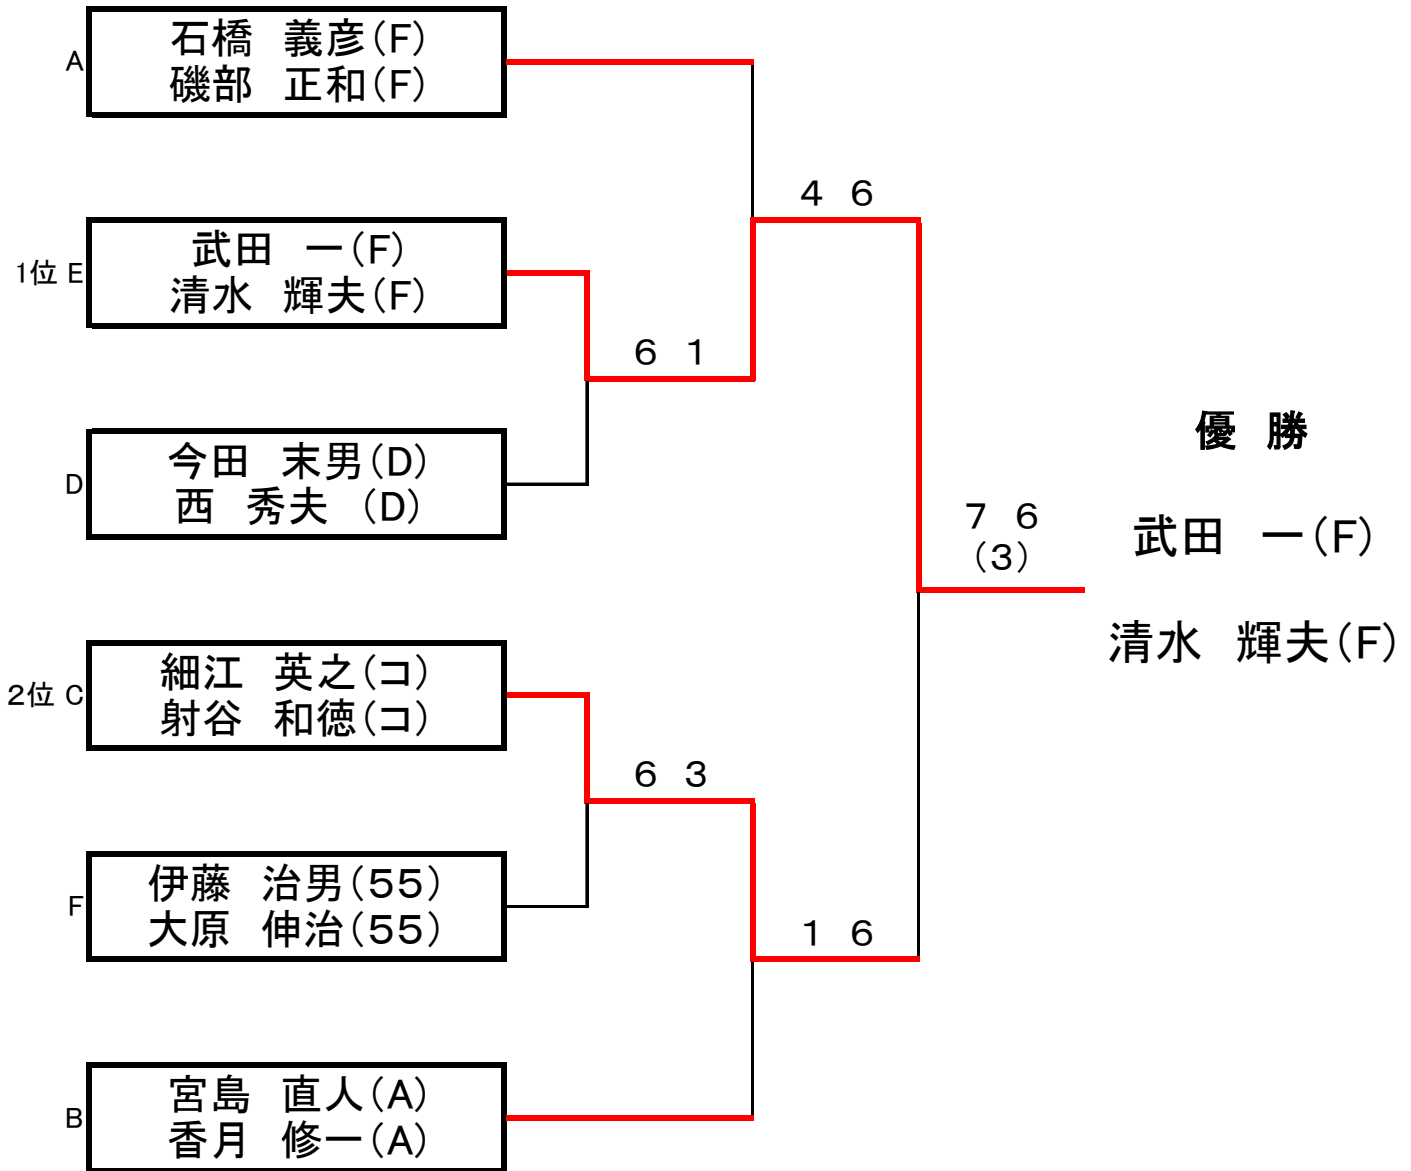 A
石橋　義彦(F)
磯部　正和(F)
4 6
1位 E
武田　一(F)
清水　輝夫(F)
6 1
D
今田　末男(D)
西　秀夫　(D)
優 勝
武田　一(F)
清水　輝夫(F)
7 6
(3)
2位 C
細江　英之(コ)
射谷　和徳(コ)
6 3
F
伊藤　治男(55)
大原　伸治(55)
1 6
B
宮島　直人(A)
香月　修一(A)